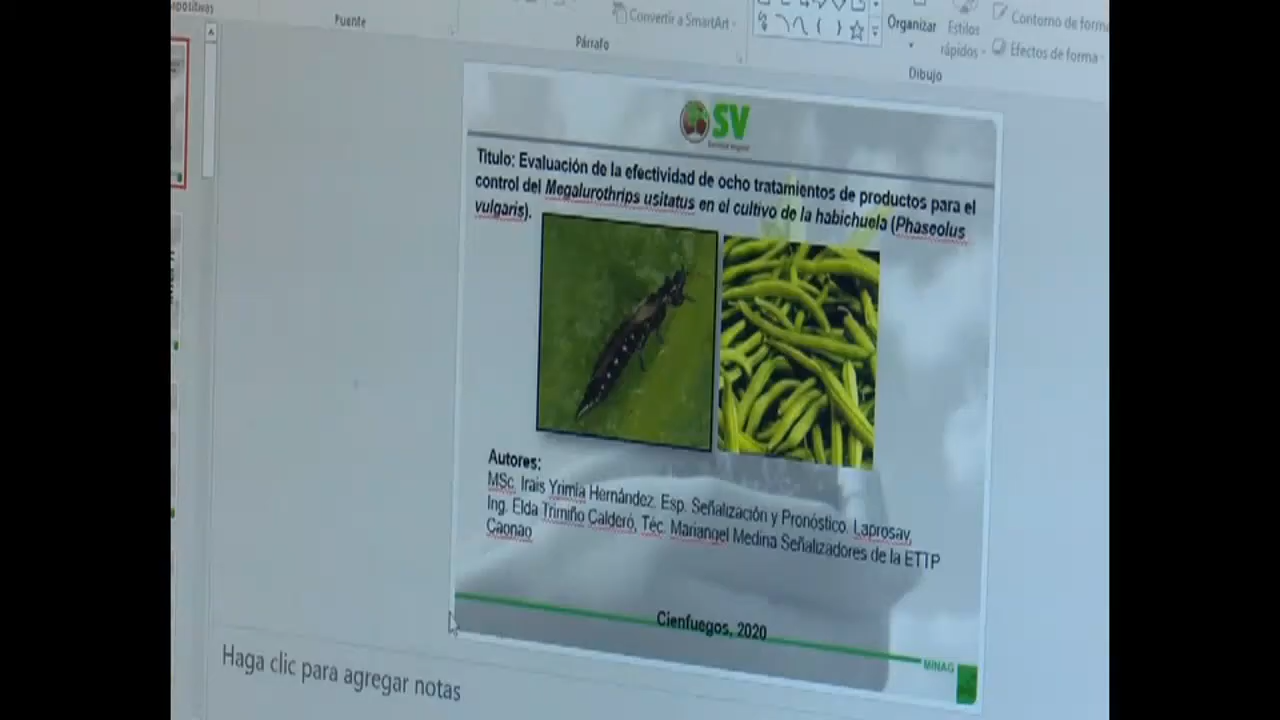 Puente
Párrafo
Convertir a SmartArt
Organizar
Estilos
rápidos
Contorno de forma
Efectos de forma
Dibujo
SV
Título: Evaluación de la efectividad de ocho tratamientos de productos para el
control del Megalurothrips usitatus en el cultivo de la habichuela (Phaseolus
vulgaris).
Autores:
MSc. Irais Yrimia Hernández. Esp. Señalización y Pronóstico. Laprosav,
Ing. Elda Trimiño Calderó, Téc. Mariangel Medina Señalizadores de la ETTP
Caonao
Cienfuegos, 2020
MINAG
Haga clic para agregar notas